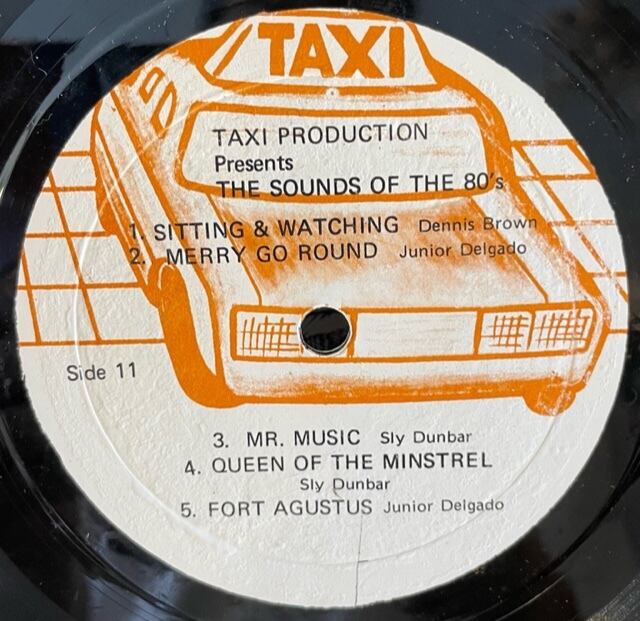 TAXI
TAXI PRODUCTION
Presents
THE SOUNDS OF THE 80's
1. SITTING & WATCHING Dennis Brown
2. MERRY GO ROUND Junior Delgado
Side 11
3. MR. MUSIC Sly Dunbar
4. QUEEN OF THE MINSTREL
Sly Dunbar
5. FORT AGUSTUS Junior Delgado